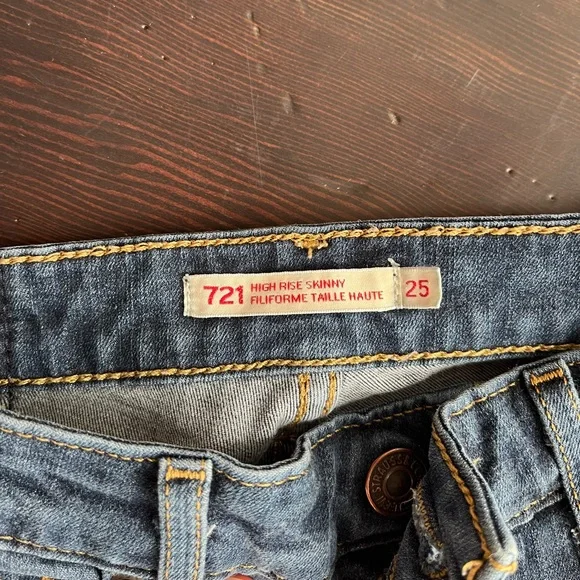 721
HIGH RISE SKINNY
FILIFORME TAILLE HAUTE
25